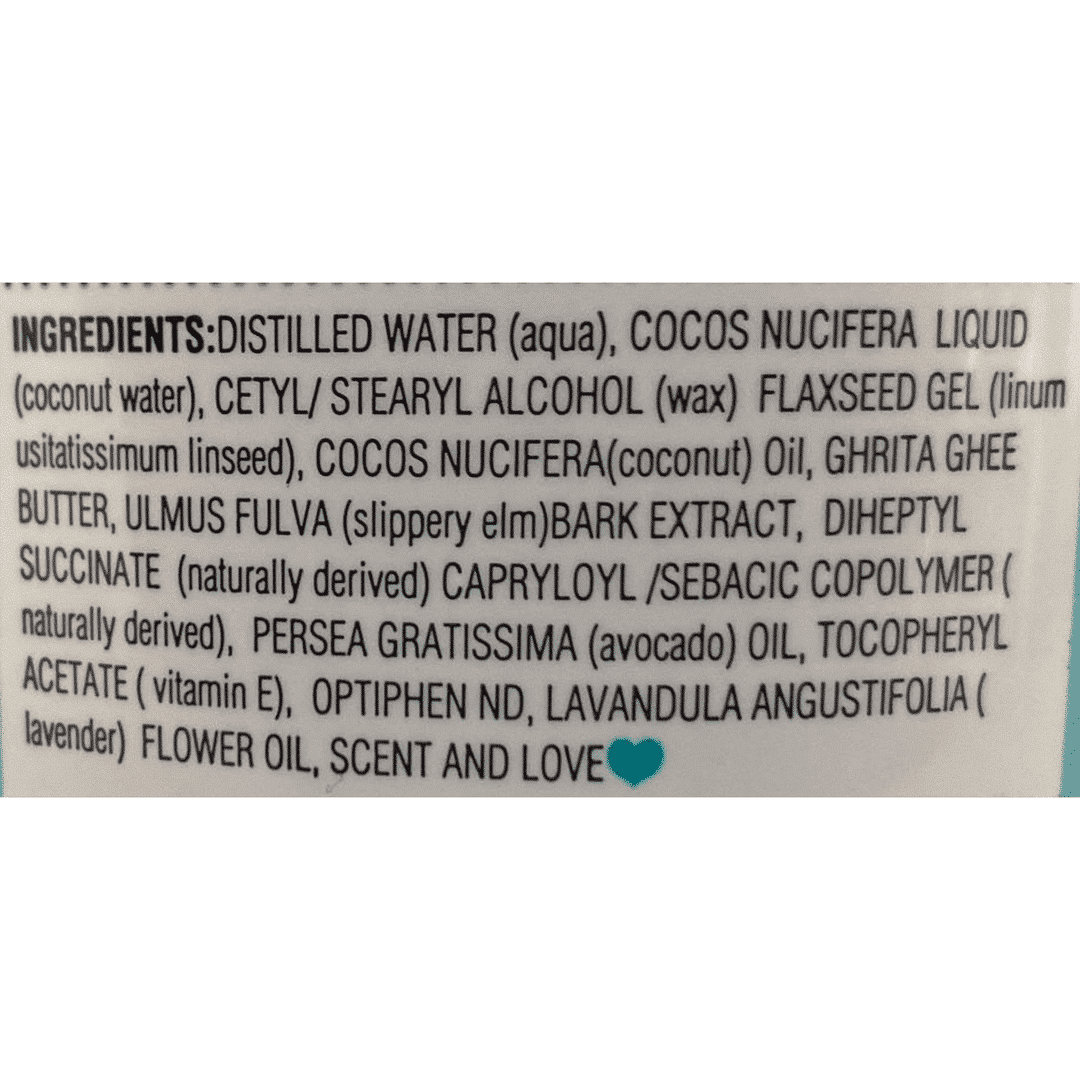 INGREDIENTS:DISTILLED WATER (aqua), COCOS NUCIFERA LIQUID
(coconut water), CETYL/ STEARYL ALCOHOL (wax) FLAXSEED GEL (linum
usitatissimum linseed), COCOS NUCIFERA(coconut) Oil, GHRITA GHEE
BUTTER, ULMUS FULVA (slippery elm)BARK EXTRACT, DIHEPTYL
SUCCINATE (naturally derived) CAPRYLOYL /SEBACIC COPOLYMER (
naturally derived), PERSEA GRATISSIMA (avocado) OIL, TOCOPHERYL
ACETATE ( vitamin E), OPTIPHEN ND, LAVANDULA ANGUSTIFOLIA (
lavender) FLOWER OIL, SCENT AND LOVE